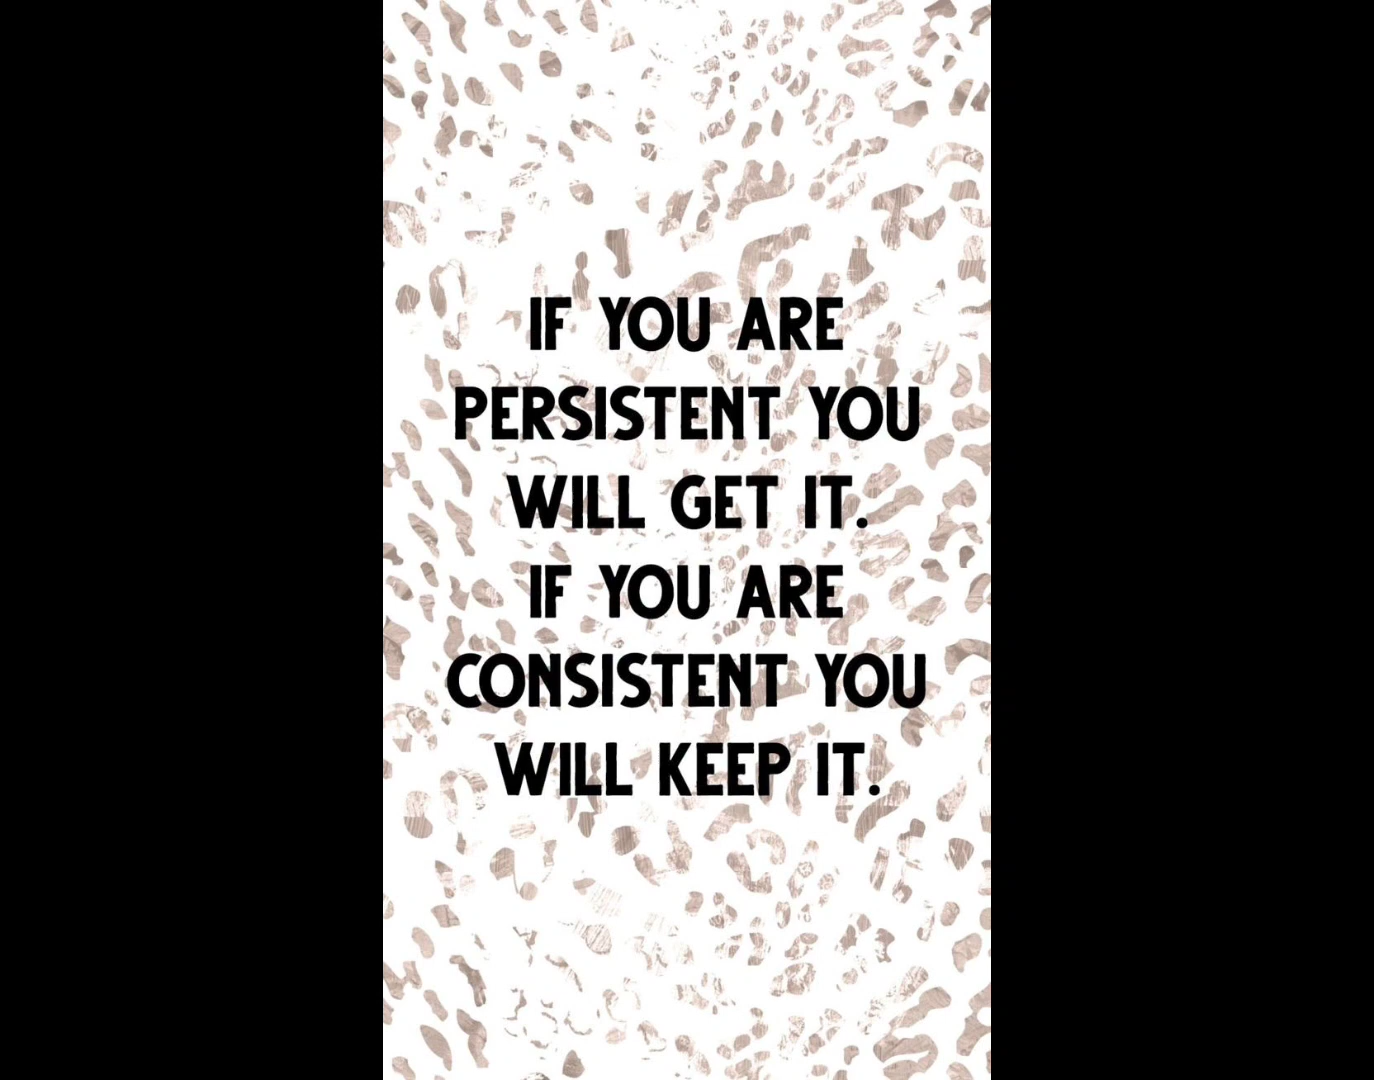 IF YOU ARE
PERSISTENT YOU
WILL GET IT.
IF YOU ARE
CONSISTENT YOU
WILL KEEP IT.